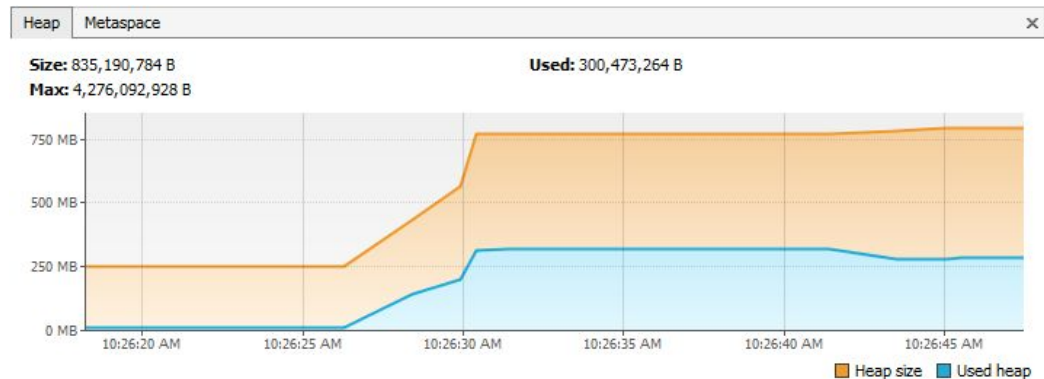 Heap Metaspace
Size: 835,190,784 B Used: 300,473,264 B
Max: 4,276,092,928 B
750 MB
500 MB
250 MB
0 MB
10:26:20 AM 10:26:25 AM 10:26:30 AM 10:26:35 AM 10:26:40 AM 10:26:45 AM
Heap size Used heap